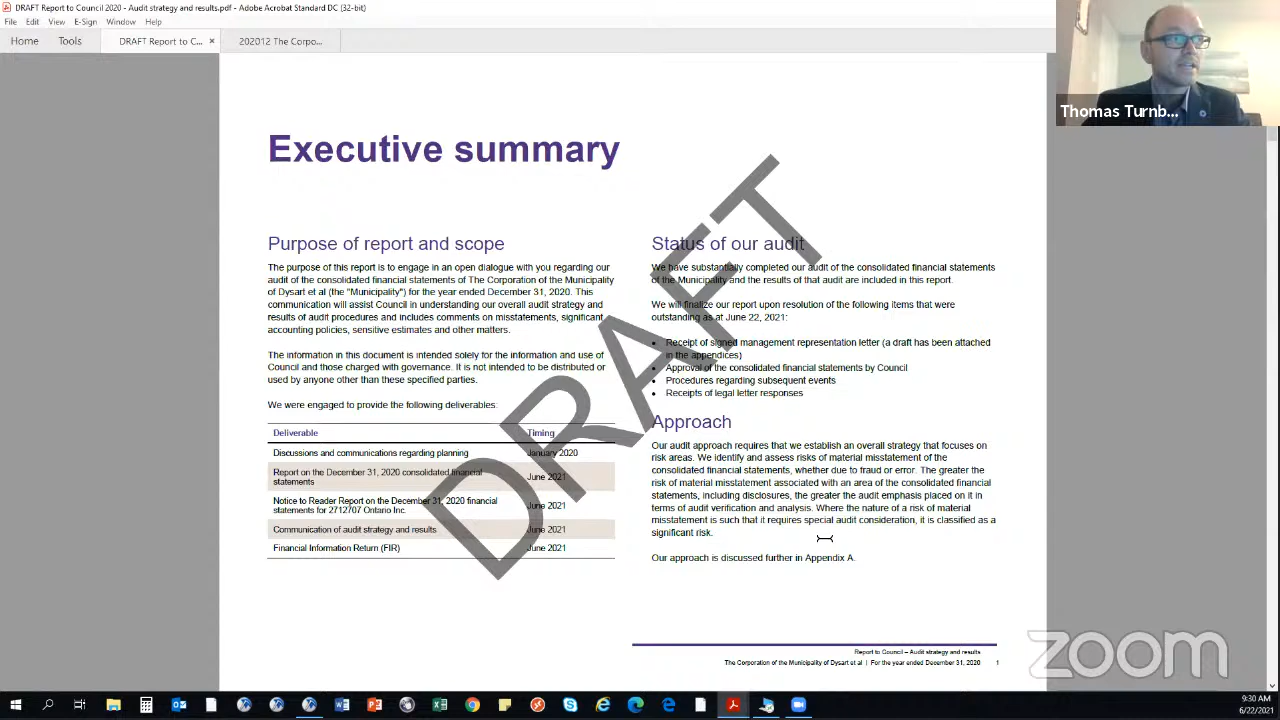 DRAFT Report to Council 2020 - Audit strategy and results.pdf - Adobe Acrobat Standard DC (32-bit)
File Edit View E-Sign Window Help
Home Tools DRAFT Report to C... × 202012 The Corpo...
Thomas Turnb...
Executive summary
Purpose of report and scope
The purpose of this report is to engage in an open dialogue with you regarding our
audit of the consolidated financial statements of The Corporation of the Municipality
of Dysart et al (the "Municipality") for the year ended December 31, 2020. This
communication will assist Council in understanding our overall audit strategy and
results of audit procedures and includes comments on misstatements, significant
accounting policies, sensitive estimates and other matters.
The information in this document is intended solely for the information and use of
Council and those charged with governance. It is not intended to be distributed or
used by anyone other than these specified parties.
We were engaged to provide the following deliverables:
Deliverable Timing
Discussions and communications regarding planning January 2020
Report on the December 31, 2020 consolidated financial
statements June 2021
Notice to Reader Report on the December 31, 2020 financial
statements for 2712707 Ontario Inc. June 2021
Communication of audit strategy and results June 2021
Financial Information Return (FIR) June 2021
Status of our audit
We have substantially completed our audit of the consolidated financial statements
of the Municipality and the results of that audit are included in this report.
We will finalize our report upon resolution of the following items that were
outstanding as at June 22, 2021:
• Receipt of signed management representation letter (a draft has been attached
in the appendices)
• Approval of the consolidated financial statements by Council
• Procedures regarding subsequent events
• Receipts of legal letter responses
Approach
Our audit approach requires that we establish an overall strategy that focuses on
risk areas. We identify and assess risks of material misstatement of the
consolidated financial statements, whether due to fraud or error. The greater the
risk of material misstatement associated with an area of the consolidated financial
statements, including disclosures, the greater the audit emphasis placed on it in
terms of audit verification and analysis. Where the nature of a risk of material
misstatement is such that it requires special audit consideration, it is classified as a
significant risk.
Our approach is discussed further in Appendix A.
DRAFT
Report to Council – Audit strategy and results
The Corporation of the Municipality of Dysart et al | For the year ended December 31, 2020 1
zoom
9:30 AM
6/22/2021